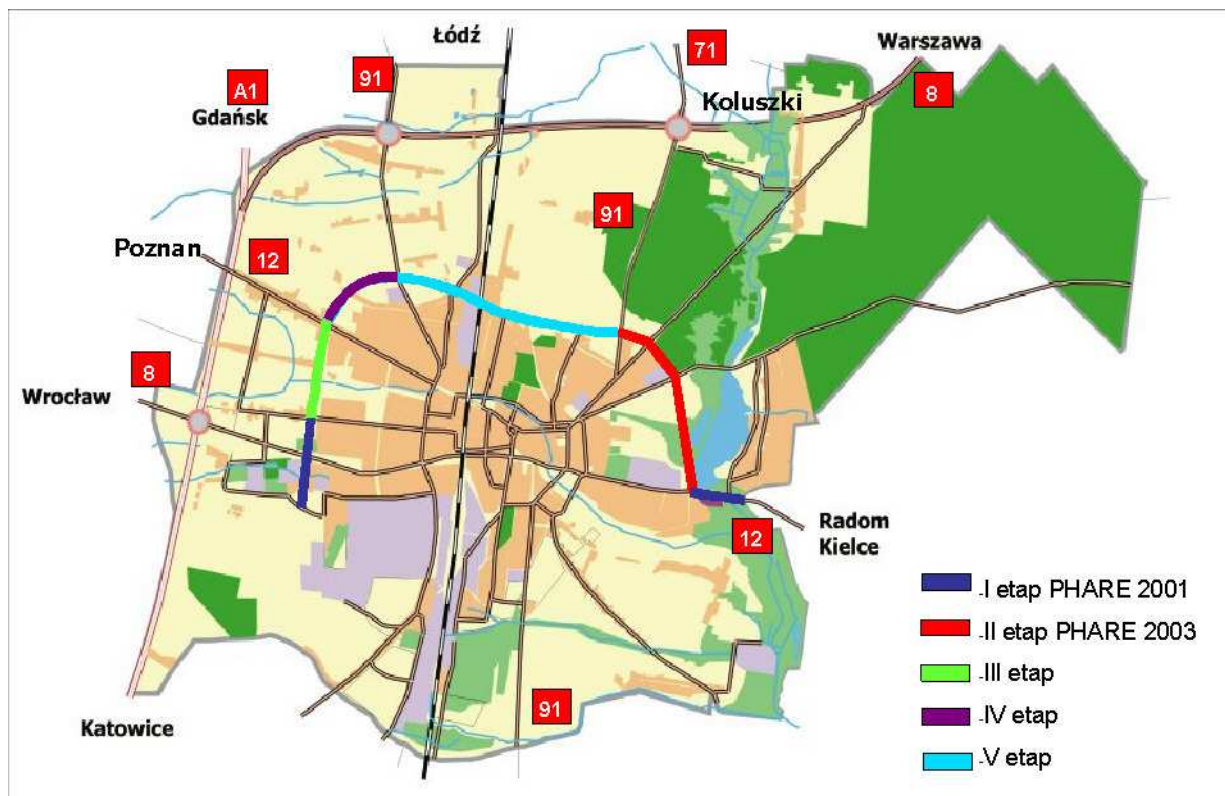 Łódź
91
71
Warszawa
8
A1
Gdańsk
Koluszki
91
Poznan
12
8
Wrocław
12
Radom
Kielce
-I etap PHARE 2001
-II etap PHARE 2003
-III etap
91
-IV etap
Katowice
-V etap